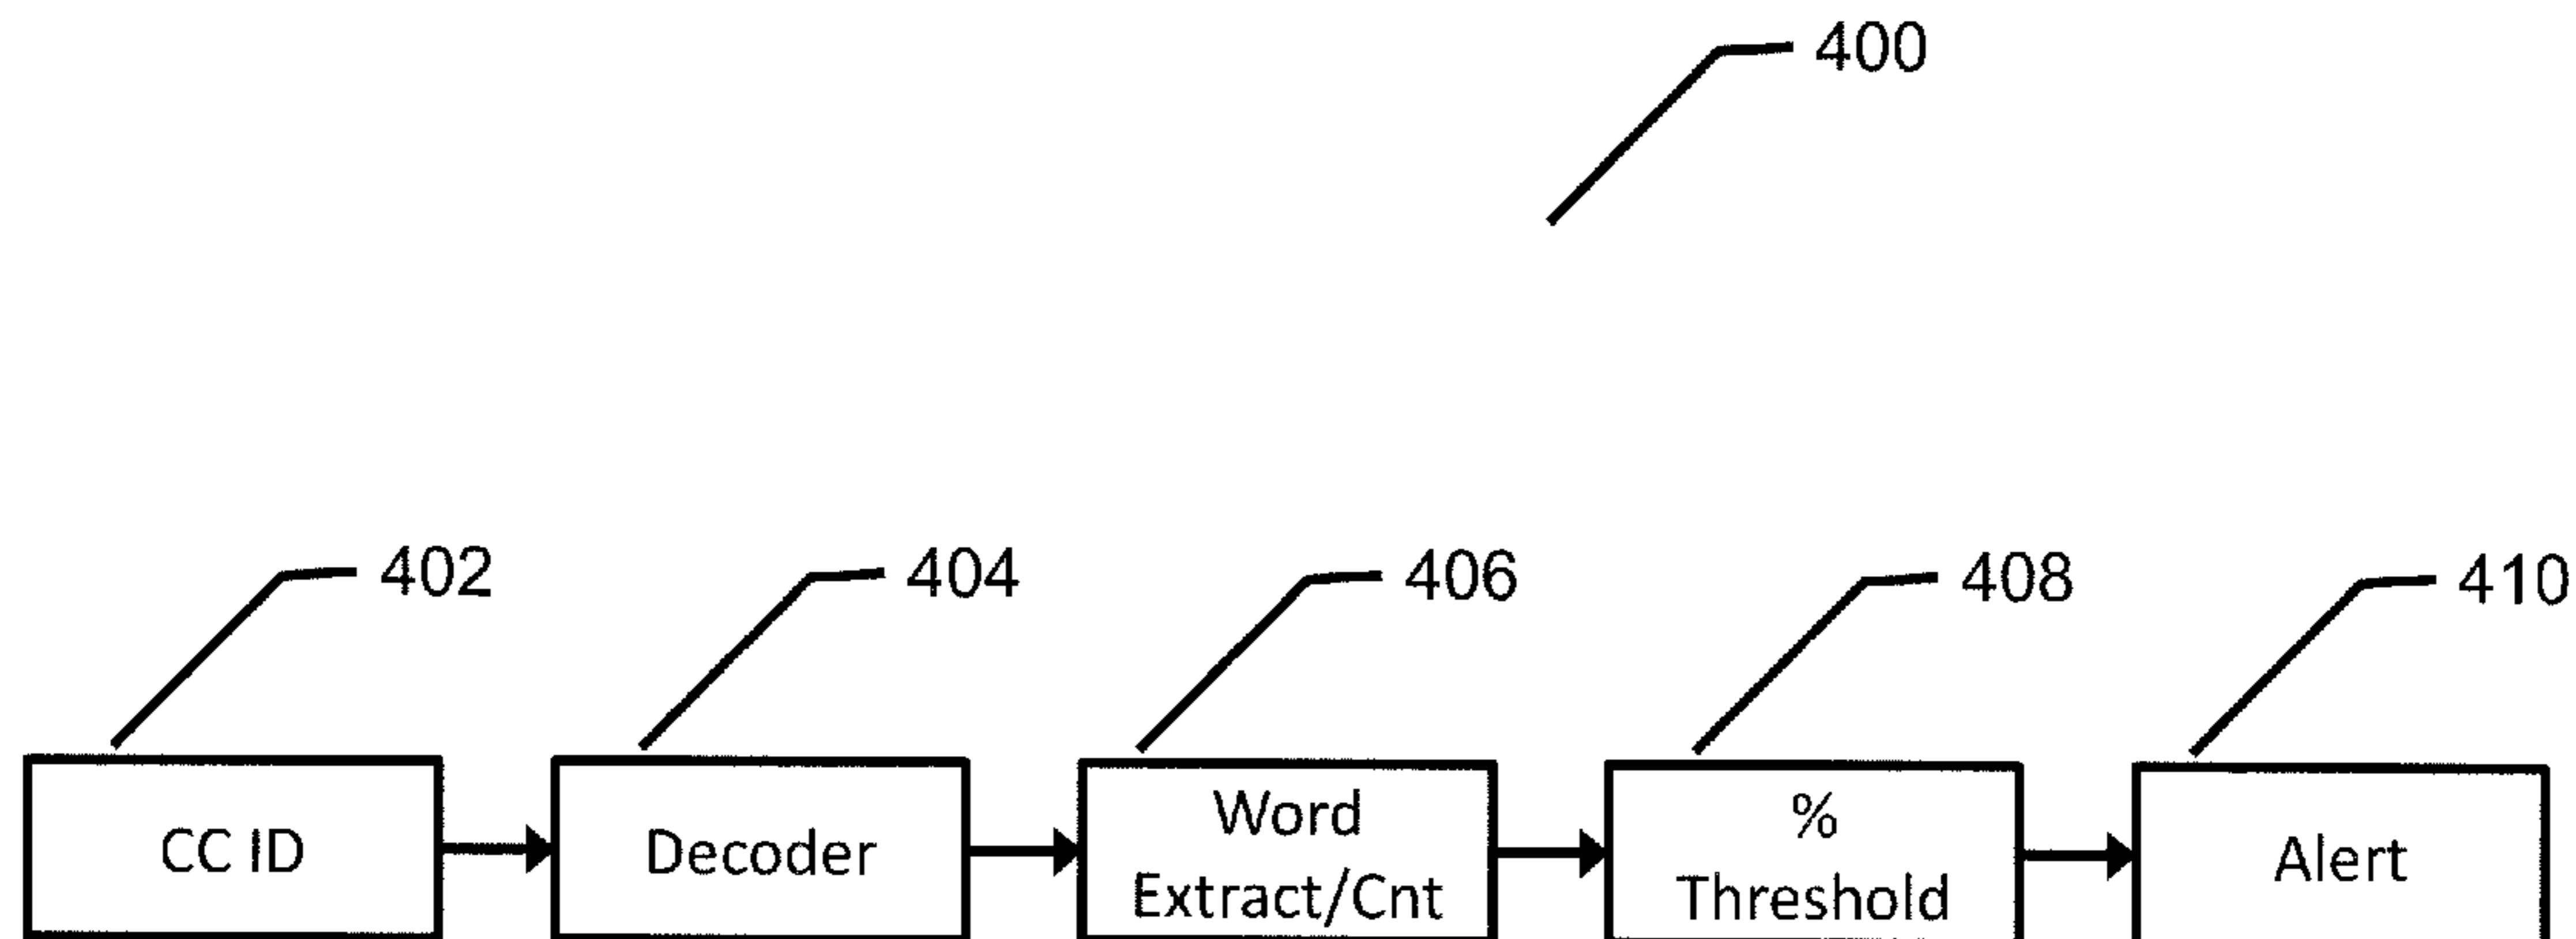 400
402
404
406
408
410
CC ID
Decoder
Word
Extract/Cnt
%
Threshold
Alert